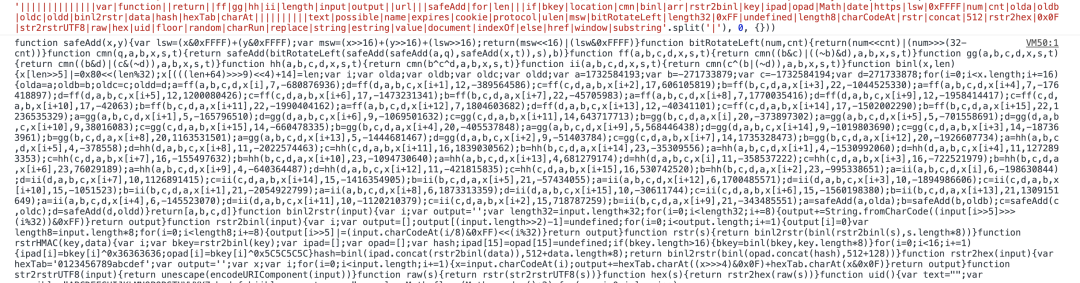 '||||||||||||||var|function||return||ff|gg|hh|ii|length|input|output||url|||safeAdd|for|len|||if|bkey|location|cmn|binl|arr|rstr2binl|key|ipad|opad|Math|date|https|lsw|0xFFFF|num|cnt|olda|oldb
|oldc|oldd|binl2rstr|data|hash|hexTab|charAt||||||||||text|possible|name|expires|cookie|protocol|ulen|msw|bitRotateLeft|length32|0xFF|undefined|length8|charCodeAt|rstr|concat|512|rstr2hex|0x0F
|str2rstrUTF8|raw|hex|uid|floor|random|charRun|replace|string|estring|value|document|indexOf|else|href|window|substring'.split('|'), 0, {}))
function safeAdd(x,y){var lsw=(x&0xFFFF)+(y&0xFFFF);var msw=(x>>16)+(y>>16)+(lsw>>16);return(msw<<16)|(lsw&0xFFFF)}function bitRotateLeft(num,cnt){return(num<<cnt)|(num>>>(32- VM50:1
cnt))}function cmn(q,a,b,x,s,t){return safeAdd(bitRotateLeft(safeAdd(safeAdd(a,q),safeAdd(x,t)),s),b)}function ff(a,b,c,d,x,s,t){return cmn((b&c)|((~b)&d),a,b,x,s,t)}function gg(a,b,c,d,x,s,t)
{return cmn((b&d)|(c&(~d)),a,b,x,s,t)}function hh(a,b,c,d,x,s,t){return cmn(b^c^d,a,b,x,s,t)}function ii(a,b,c,d,x,s,t){return cmn(c^(b|(~d)),a,b,x,s,t)}function binl(x,len)
{x[len>>5]|=0x80<<(len%32);x[(((len+64)>>>9)<<4)+14]=len;var i;var olda;var oldb;var oldc;var oldd;var a=1732584193;var b=-271733879;var c=-1732584194;var d=271733878;for(i=0;i<x.length;i+=16)
{olda=a;oldb=b;oldc=c;oldd=d;a=ff(a,b,c,d,x[i],7,-680876936);d=ff(d,a,b,c,x[i+1],12,-389564586);c=ff(c,d,a,b,x[i+2],17,606105819);b=ff(b,c,d,a,x[i+3],22,-1044525330);a=ff(a,b,c,d,x[i+4],7,-176
418897);d=ff(d,a,b,c,x[i+5],12,1200080426);c=ff(c,d,a,b,x[i+6],17,-1473231341);b=ff(b,c,d,a,x[i+7],22,-45705983);a=ff(a,b,c,d,x[i+8],7,1770035416);d=ff(d,a,b,c,x[i+9],12,-1958414417);c=ff(c,d,
a,b,x[i+10],17,-42063);b=ff(b,c,d,a,x[i+11],22,-1990404162);a=ff(a,b,c,d,x[i+12],7,1804603682);d=ff(d,a,b,c,x[i+13],12,-40341101);c=ff(c,d,a,b,x[i+14],17,-1502002290);b=ff(b,c,d,a,x[i+15],22,1
236535329);a=gg(a,b,c,d,x[i+1],5,-165796510);d=gg(d,a,b,c,x[i+6],9,-1069501632);c=gg(c,d,a,b,x[i+11],14,643717713);b=gg(b,c,d,a,x[i],20,-373897302);a=gg(a,b,c,d,x[i+5],5,-701558691);d=gg(d,a,b
,c,x[i+10],9,38016083);c=gg(c,d,a,b,x[i+15],14,-660478335);b=gg(b,c,d,a,x[i+4],20,-405537848);a=gg(a,b,c,d,x[i+9],5,568446438);d=gg(d,a,b,c,x[i+14],9,-1019803690);c=gg(c,d,a,b,x[i+3],14,-18736
3961);b=gg(b,c,d,a,x[i+8],20,1163531501);a=gg(a,b,c,d,x[i+13],5,-1444681467);d=gg(d,a,b,c,x[i+2],9,-51403784);c=gg(c,d,a,b,x[i+7],14,1735328473);b=gg(b,c,d,a,x[i+12],20,-1926607734);a=hh(a,b,c
,d,x[i+5],4,-378558);d=hh(d,a,b,c,x[i+8],11,-2022574463);c=hh(c,d,a,b,x[i+11],16,1839030562);b=hh(b,c,d,a,x[i+14],23,-35309556);a=hh(a,b,c,d,x[i+1],4,-1530992060);d=hh(d,a,b,c,x[i+4],11,127289
3353);c=hh(c,d,a,b,x[i+7],16,-155497632);b=hh(b,c,d,a,x[i+10],23,-1094730640);a=hh(a,b,c,d,x[i+13],4,681279174);d=hh(d,a,b,c,x[i],11,-358537222);c=hh(c,d,a,b,x[i+3],16,-722521979);b=hh(b,c,d,a
,x[i+6],23,76029189);a=hh(a,b,c,d,x[i+9],4,-640364487);d=hh(d,a,b,c,x[i+12],11,-421815835);c=hh(c,d,a,b,x[i+15],16,530742520);b=hh(b,c,d,a,x[i+2],23,-995338651);a=ii(a,b,c,d,x[i],6,-198630844)
;d=ii(d,a,b,c,x[i+7],10,1126891415);c=ii(c,d,a,b,x[i+14],15,-1416354905);b=ii(b,c,d,a,x[i+5],21,-57434055);a=ii(a,b,c,d,x[i+12],6,1700485571);d=ii(d,a,b,c,x[i+3],10,-1894986606);c=ii(c,d,a,b,x
[i+10],15,-1051523);b=ii(b,c,d,a,x[i+1],21,-2054922799);a=ii(a,b,c,d,x[i+8],6,1873313359);d=ii(d,a,b,c,x[i+15],10,-30611744);c=ii(c,d,a,b,x[i+6],15,-1560198380);b=ii(b,c,d,a,x[i+13],21,1309151
649);a=ii(a,b,c,d,x[i+4],6,-145523070);d=ii(d,a,b,c,x[i+11],10,-1120210379);c=ii(c,d,a,b,x[i+2],15,718787259);b=ii(b,c,d,a,x[i+9],21,-343485551);a=safeAdd(a,olda);b=safeAdd(b,oldb);c=safeAdd(c
,oldc);d=safeAdd(d,oldd)}return[a,b,c,d]}function binl2rstr(input){var i;var output='';var length32=input.length*32;for(i=0;i<length32;i+=8){output+=String.fromCharCode((input[i>>5]>>>
(i%32))&0xFF)}return output}function rstr2binl(input){var i;var output=[];output[(input.length>>2)-1]=undefined;for(i=0;i<output.length;i+=1){output[i]=0}var
length8=input.length*8;for(i=0;i<length8;i+=8){output[i>>5]|=(input.charCodeAt(i/8)&0xFF)<<(i%32)}return output}function rstr(s){return binl2rstr(binl(rstr2binl(s),s.length*8))}function
rstrHMAC(key,data){var i;var bkey=rstr2binl(key);var ipad=[];var opad=[];var hash;ipad[15]=opad[15]=undefined;if(bkey.length>16){bkey=binl(bkey,key.length*8)}for(i=0;i<16;i+=1)
{ipad[i]=bkey[i]^0x36363636;opad[i]=bkey[i]^0x5C5C5C5C}hash=binl(ipad.concat(rstr2binl(data)),512+data.length*8);return binl2rstr(binl(opad.concat(hash),512+128))}function rstr2hex(input){var
hexTab='0123456789abcdef';var output='';var x;var i;for(i=0;i<input.length;i+=1){x=input.charCodeAt(i);output+=hexTab.charAt((x>>>4)&0x0F)+hexTab.charAt(x&0x0F)}return output}function
str2rstrUTF8(input){return unescape(encodeURIComponent(input))}function raw(s){return rstr(str2rstrUTF8(s))}function hex(s){return rstr2hex(raw(s))}function uid(){var text="";var